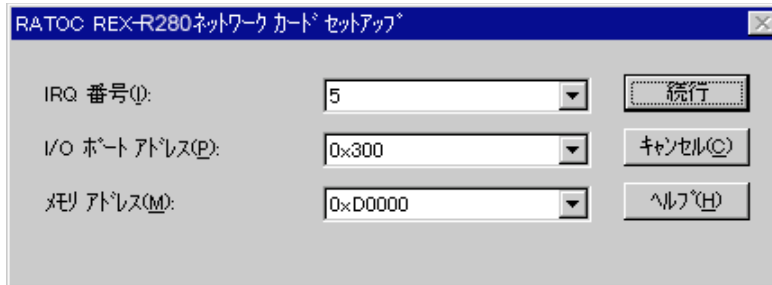 RATOC REX-R280ネットワーク カード セットアップ
IRQ 番号(I):
5
続行
I/O ポート アドレス(P):
0x300
キャンセル(C)
メモリ アドレス(M):
0xD0000
ヘルプ(H)